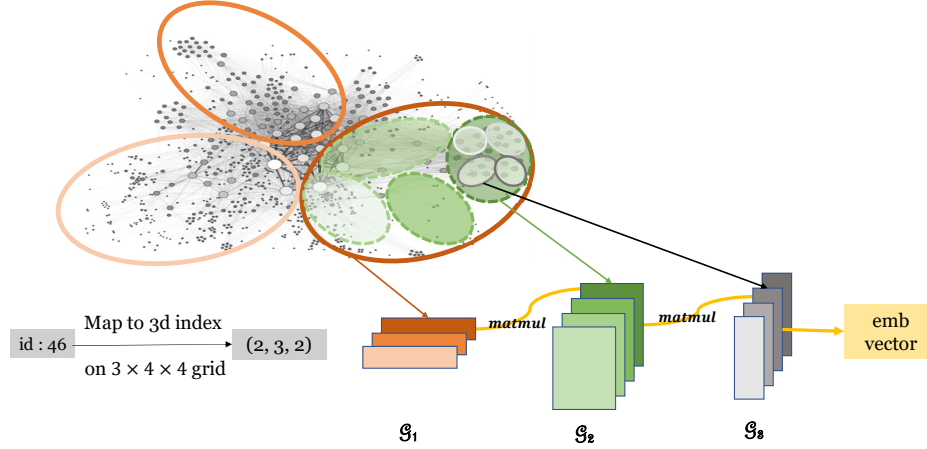 id : 46
Map to 3d index
on 3 × 4 × 4 grid
(2, 3, 2)
matmul
matmul
emb
vector
𝒢₁
𝒢₂
𝒢₃